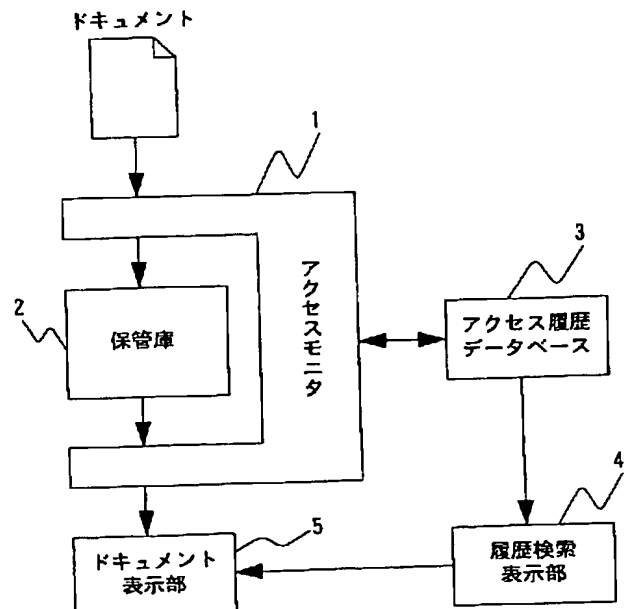 ドキュメント
1
アクセスモニタ
3
アクセス履歴
データベース
2
保管庫
4
履歴検索
表示部
5
ドキュメント
表示部